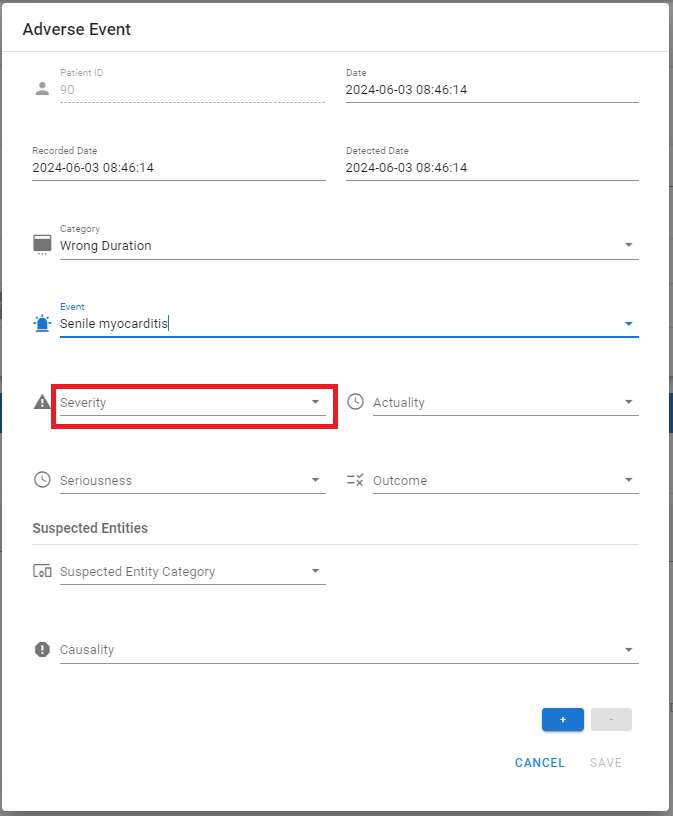 Adverse Event
Patient ID
90
Date
2024-06-03 08:46:14
Recorded Date
2024-06-03 08:46:14
Detected Date
2024-06-03 08:46:14
Category
Wrong Duration
Event
Senile myocarditis
Severity
Actuality
Seriousness
Outcome
Suspected Entities
Suspected Entity Category
Causality
+
-
CANCEL
SAVE